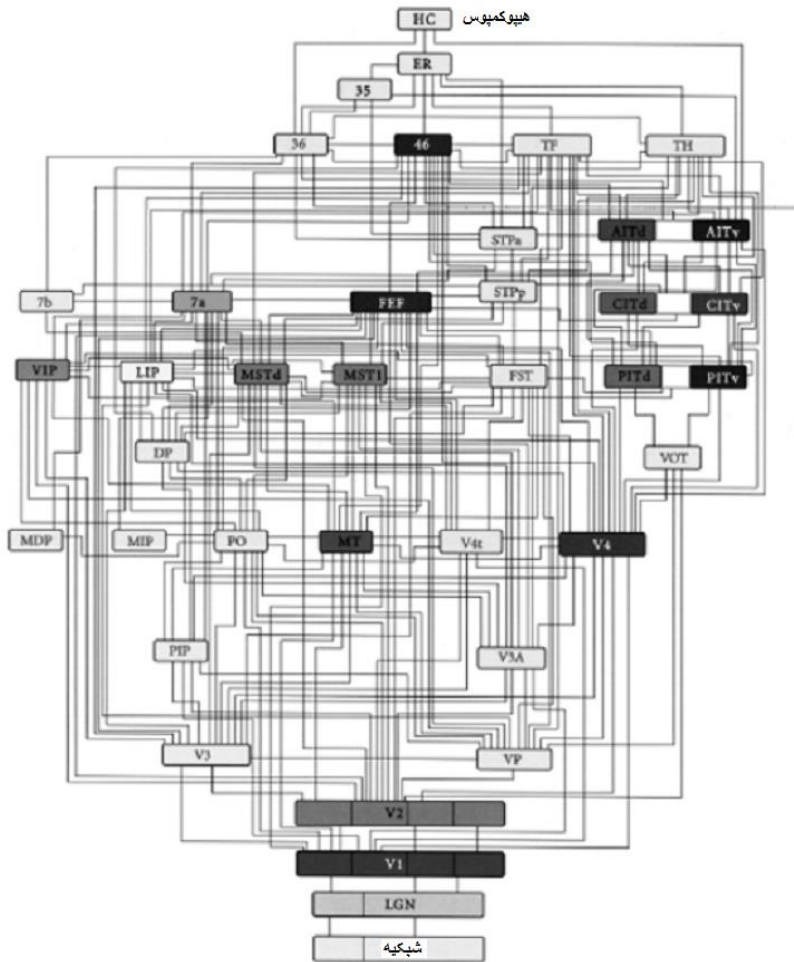 HC هیپوکمپوس
ER
35
36 46 TF TH
STPa AITd AITv
7b 7a FEF STPp CITd CITv
VIP LIP MSTd MSTl FST PITd PITv
DP VOT
MDP MIP PO MT V4t V4
PIP V3A
V3 VP
V2
V1
LGN
شبکیه